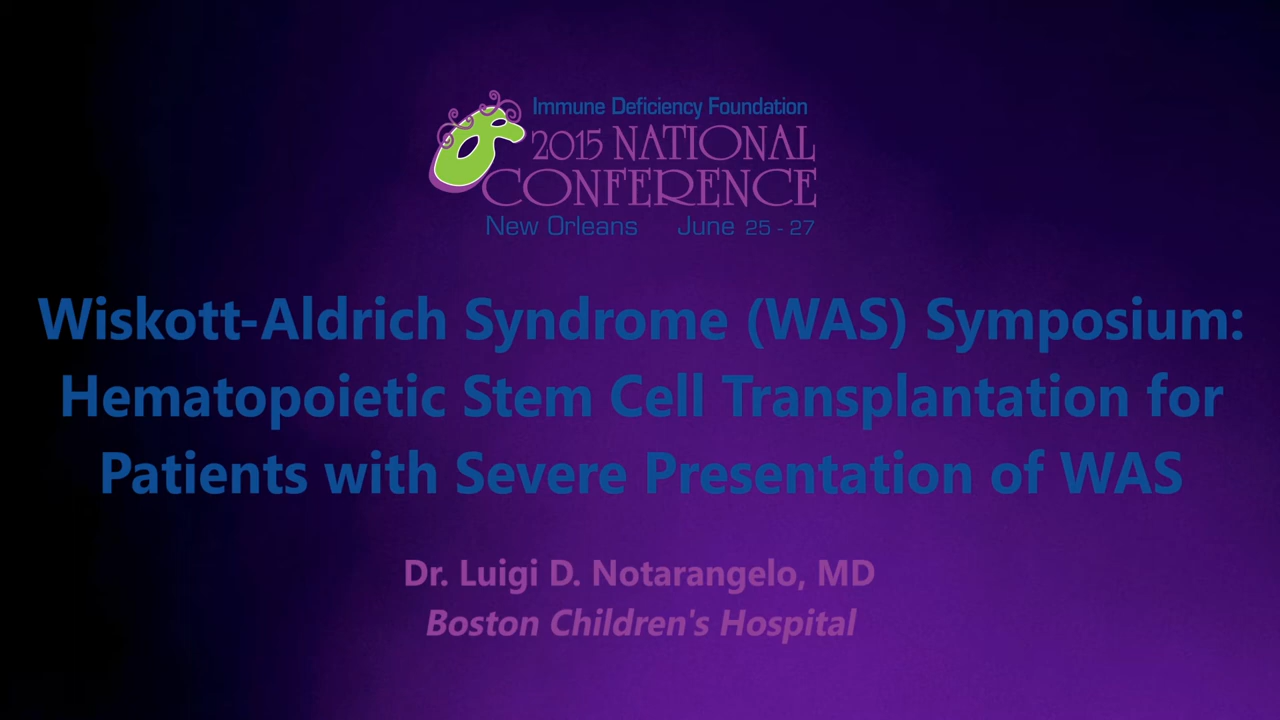 Immune Deficiency Foundation
2015 NATIONAL
CONFERENCE
New Orleans June 25 - 27
Wiskott-Aldrich Syndrome (WAS) Symposium:
Hematopoietic Stem Cell Transplantation for
Patients with Severe Presentation of WAS
Dr. Luigi D. Notarangelo, MD
Boston Children's Hospital